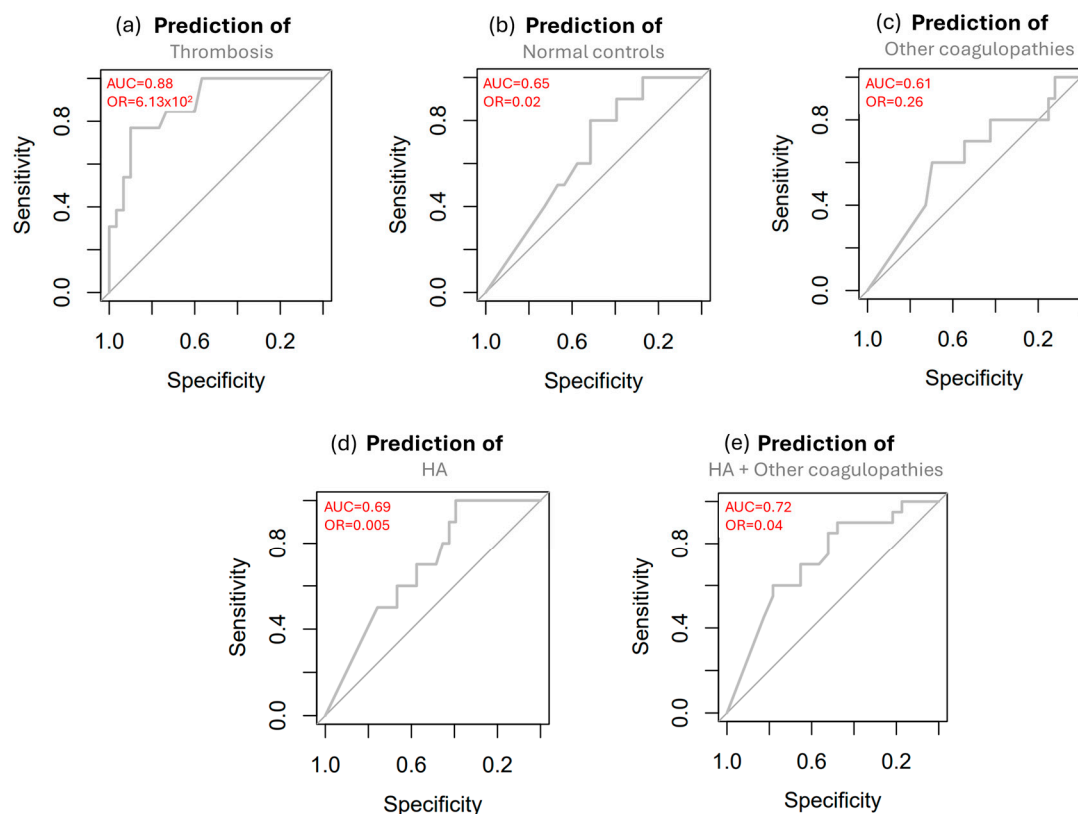 (a) Prediction of
Thrombosis
AUC=0.88
OR=6.13x10²
0.8
0.4
0.0
Sensitivity
1.0 0.6 0.2
Specificity
(b) Prediction of
Normal controls
AUC=0.65
OR=0.02
0.8
0.4
0.0
Sensitivity
1.0 0.6 0.2
Specificity
(c) Prediction of
Other coagulopathies
AUC=0.61
OR=0.26
0.8
0.4
0.0
Sensitivity
1.0 0.6 0.2
Specificity
(d) Prediction of
HA
AUC=0.69
OR=0.005
0.8
0.4
0.0
Sensitivity
1.0 0.6 0.2
Specificity
(e) Prediction of
HA + Other coagulopathies
AUC=0.72
OR=0.04
0.8
0.4
0.0
Sensitivity
1.0 0.6 0.2
Specificity